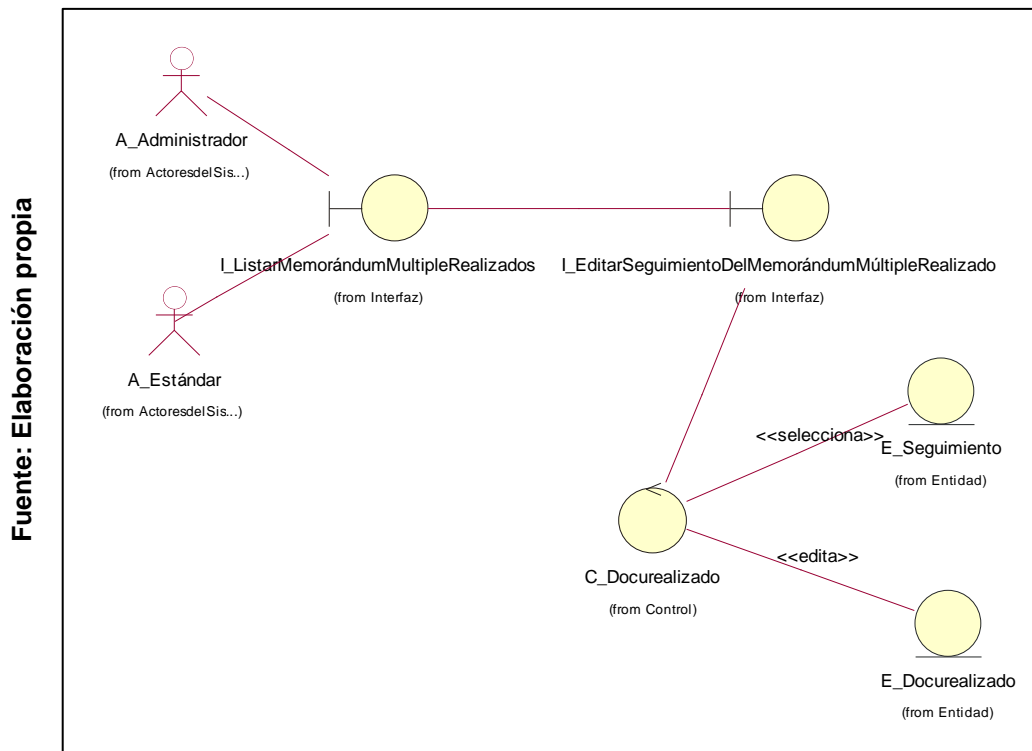 Fuente: Elaboración propia
A_Administrador
(from ActoresdelSis...)
I_ListarMemorándumMultipleRealizados
(from Interfaz)
I_EditarSeguimientoDelMemorándumMúltipleRealizado
(from Interfaz)
A_Estándar
(from ActoresdelSis...)
<<selecciona>>
E_Seguimiento
(from Entidad)
C_Docurealizado
(from Control)
<<edita>>
E_Docurealizado
(from Entidad)